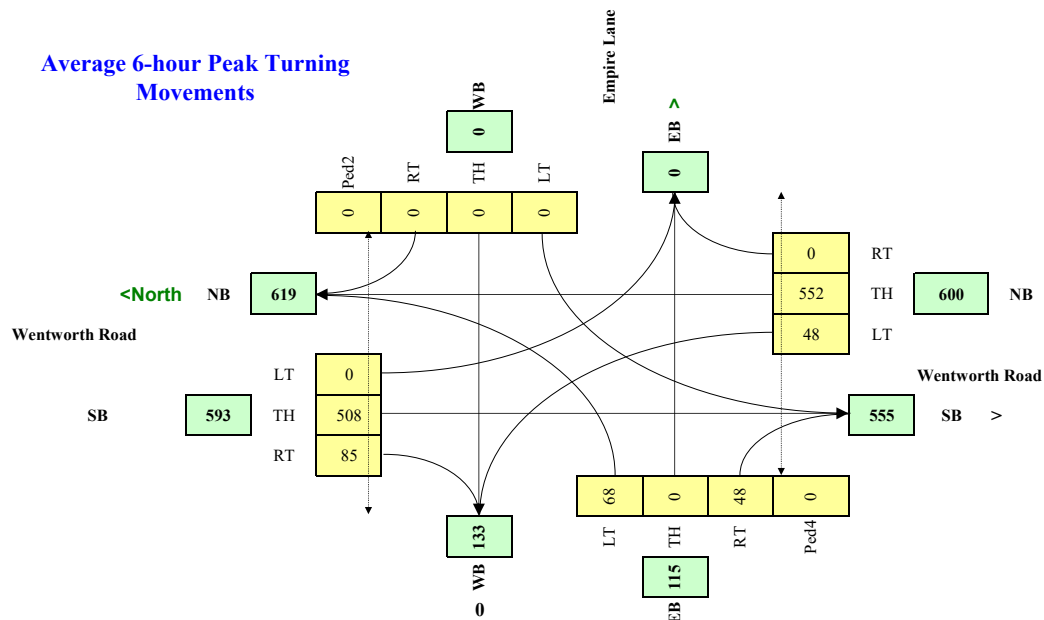 Average 6-hour Peak Turning
Movements
Empire Lane
WB
0
EB >
0
Ped2 RT TH LT
0 0 0 0
0 RT
<North NB 619
552 TH 600 NB
48 LT
Wentworth Road
LT 0
Wentworth Road
SB 593 TH 508
555 SB >
RT 85
68 0 48 0
LT TH RT Ped4
133
WB
0
115
EB